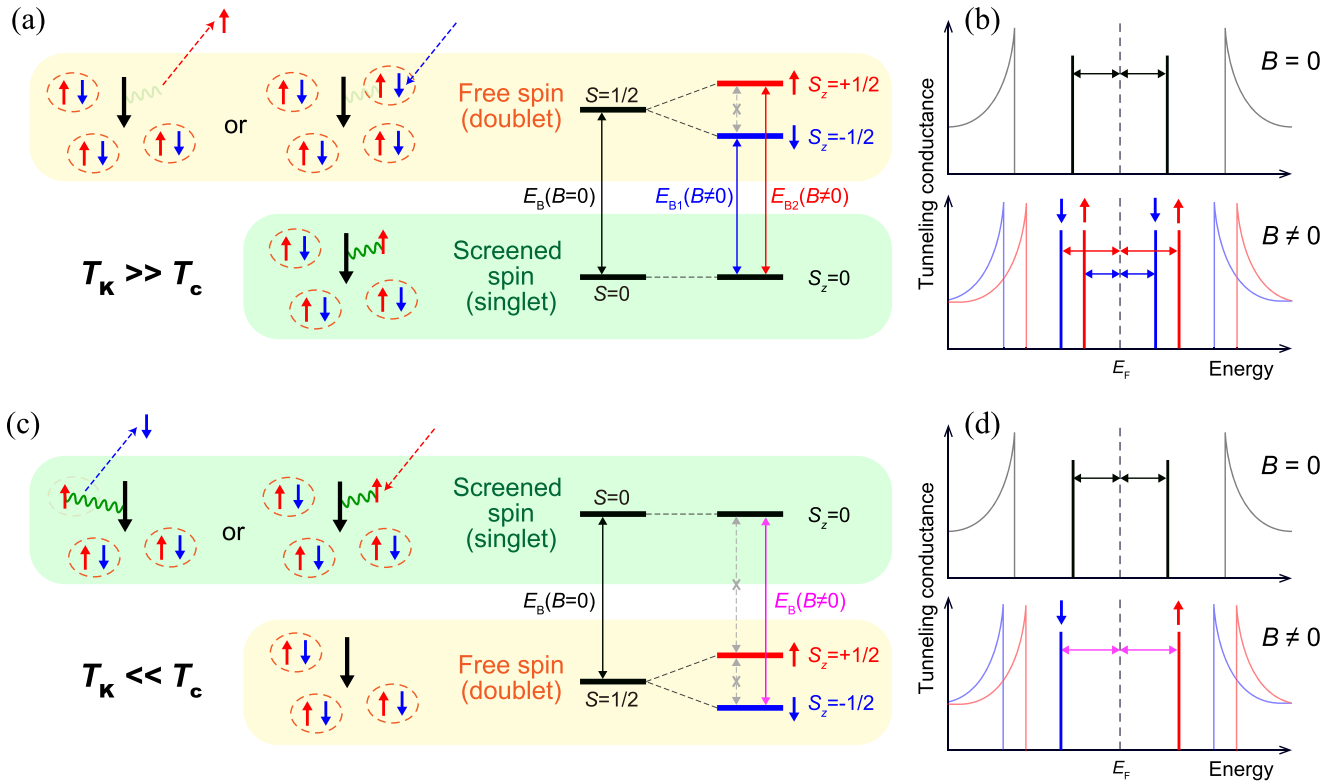 (a)
or
Free spin
(doublet)
S=1/2
S_z=+1/2
S_z=-1/2
E_B(B=0)
E_B1(B≠0)
E_B2(B≠0)
T_K >> T_c
Screened
spin
(singlet)
S=0
S_z=0
(b)
Tunneling conductance
B = 0
B ≠ 0
E_F
Energy
(c)
or
Screened
spin
(singlet)
S=0
S_z=0
E_B(B=0)
E_B(B≠0)
T_K << T_c
Free spin
(doublet)
S=1/2
S_z=+1/2
S_z=-1/2
(d)
Tunneling conductance
B = 0
B ≠ 0
E_F
Energy